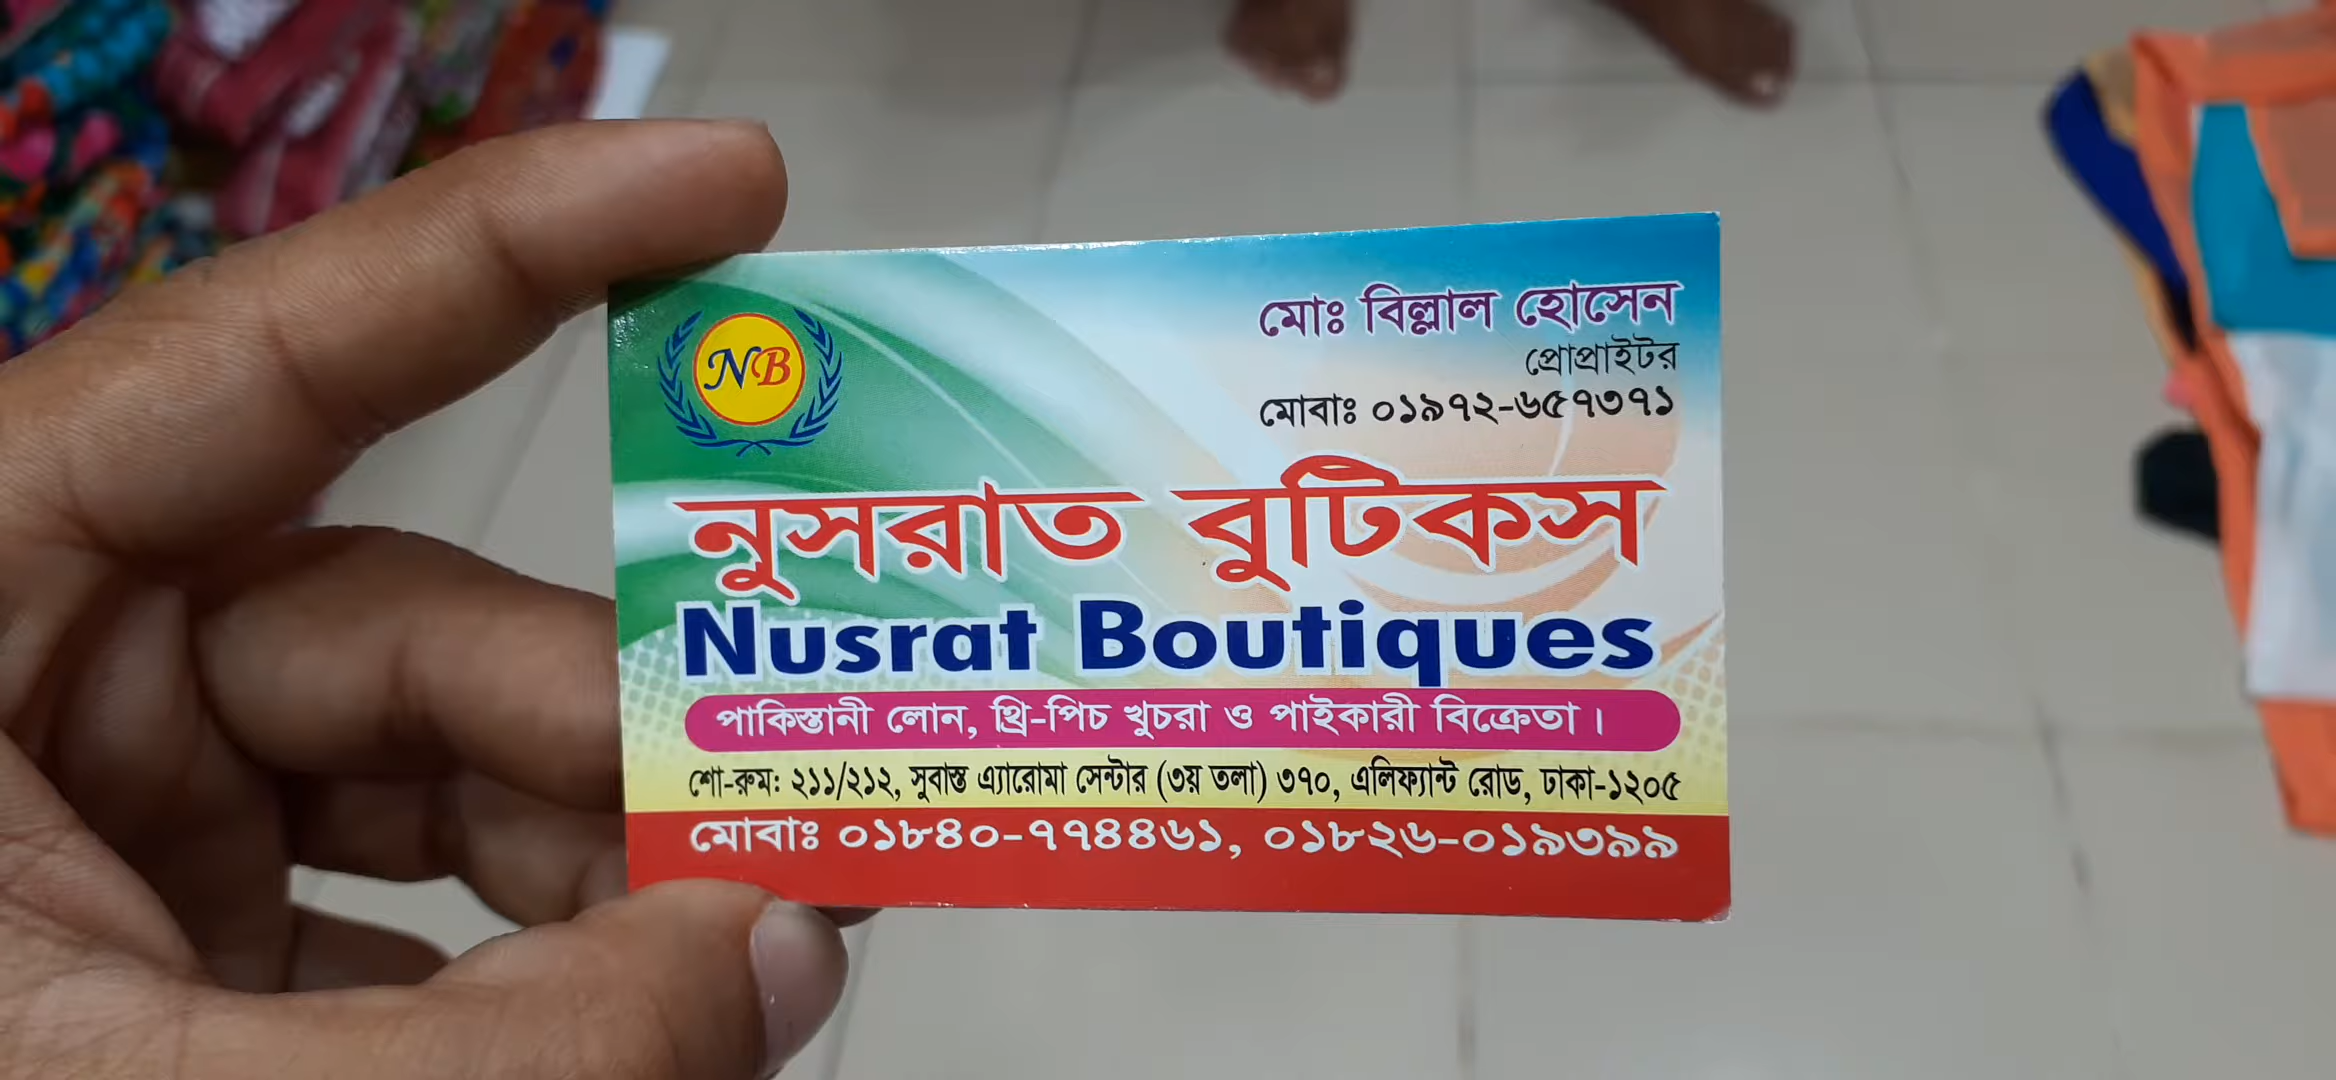 NB
মোঃ বিল্লাল হোসেন
প্রোপ্রাইটর
মোবাঃ ০১৯৭২-৬৫৭৩৭১
নুসরাত বুটিকস
Nusrat Boutiques
পাকিস্তানী লোন, থ্রি-পিচ খুচরা ও পাইকারী বিক্রেতা।
শো-রুম: ২১১/২১২, সুবাস্ত এ্যারোমা সেন্টার (৩য় তলা) ৩৭০, এলিফ্যান্ট রোড, ঢাকা-১২০৫
মোবাঃ ০১৮৪০-৭৭৪৪৬১, ০১৮২৬-০১৯৩৯৯